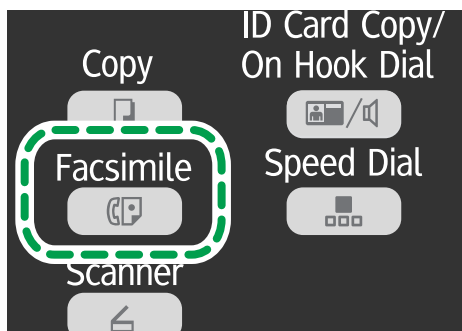 Copy
ID Card Copy/
On Hook Dial
Facsimile
Speed Dial
Scanner